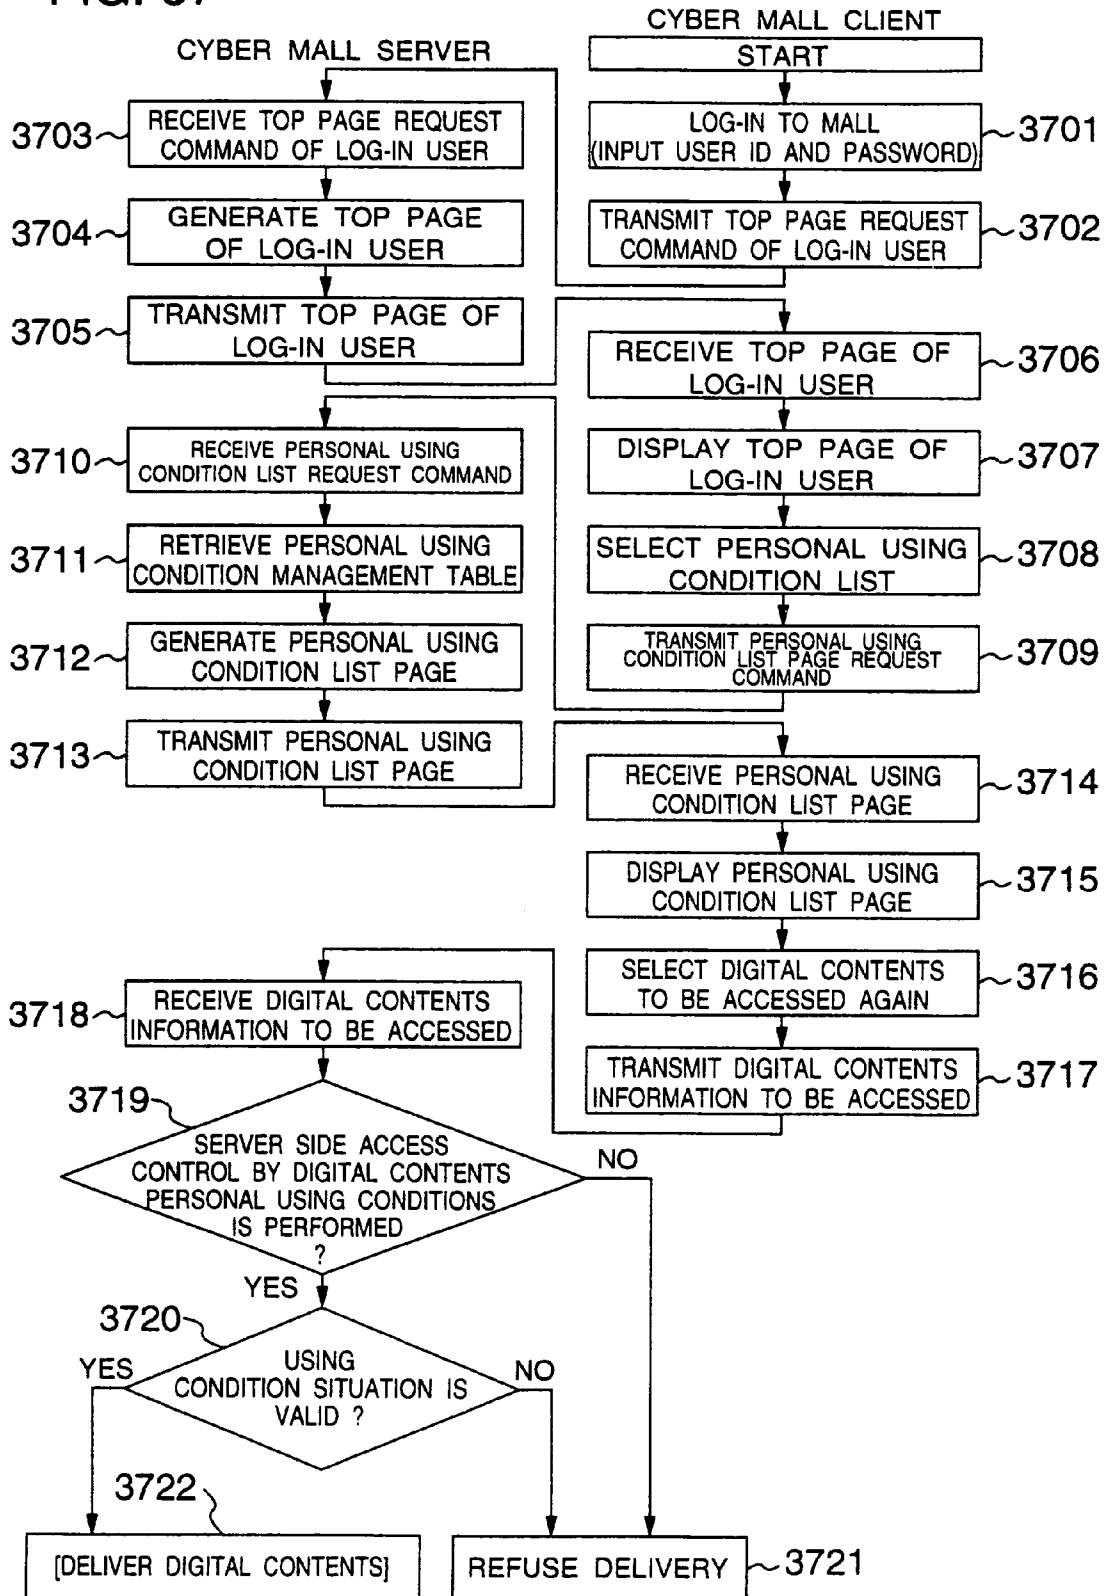 CYBER MALL CLIENT
START
CYBER MALL SERVER
3703
RECEIVE TOP PAGE REQUEST
COMMAND OF LOG-IN USER
LOG-IN TO MALL
(INPUT USER ID AND PASSWORD)
3701
3704
GENERATE TOP PAGE
OF LOG-IN USER
TRANSMIT TOP PAGE REQUEST
COMMAND OF LOG-IN USER
3702
3705
TRANSMIT TOP PAGE OF
LOG-IN USER
RECEIVE TOP PAGE OF
LOG-IN USER
3706
3710
RECEIVE PERSONAL USING
CONDITION LIST REQUEST COMMAND
DISPLAY TOP PAGE OF
LOG-IN USER
3707
3711
RETRIEVE PERSONAL USING
CONDITION MANAGEMENT TABLE
SELECT PERSONAL USING
CONDITION LIST
3708
3712
GENERATE PERSONAL USING
CONDITION LIST PAGE
TRANSMIT PERSONAL USING
CONDITION LIST PAGE REQUEST
COMMAND
3709
3713
TRANSMIT PERSONAL USING
CONDITION LIST PAGE
RECEIVE PERSONAL USING
CONDITION LIST PAGE
3714
DISPLAY PERSONAL USING
CONDITION LIST PAGE
3715
SELECT DIGITAL CONTENTS
TO BE ACCESSED AGAIN
3716
3718
RECEIVE DIGITAL CONTENTS
INFORMATION TO BE ACCESSED
TRANSMIT DIGITAL CONTENTS
INFORMATION TO BE ACCESSED
3717
3719
SERVER SIDE ACCESS
CONTROL BY DIGITAL CONTENTS
PERSONAL USING CONDITIONS
IS PERFORMED
?
NO
YES
3720
YES
USING
CONDITION SITUATION IS
VALID ?
NO
3722
[DELIVER DIGITAL CONTENTS]
REFUSE DELIVERY
3721